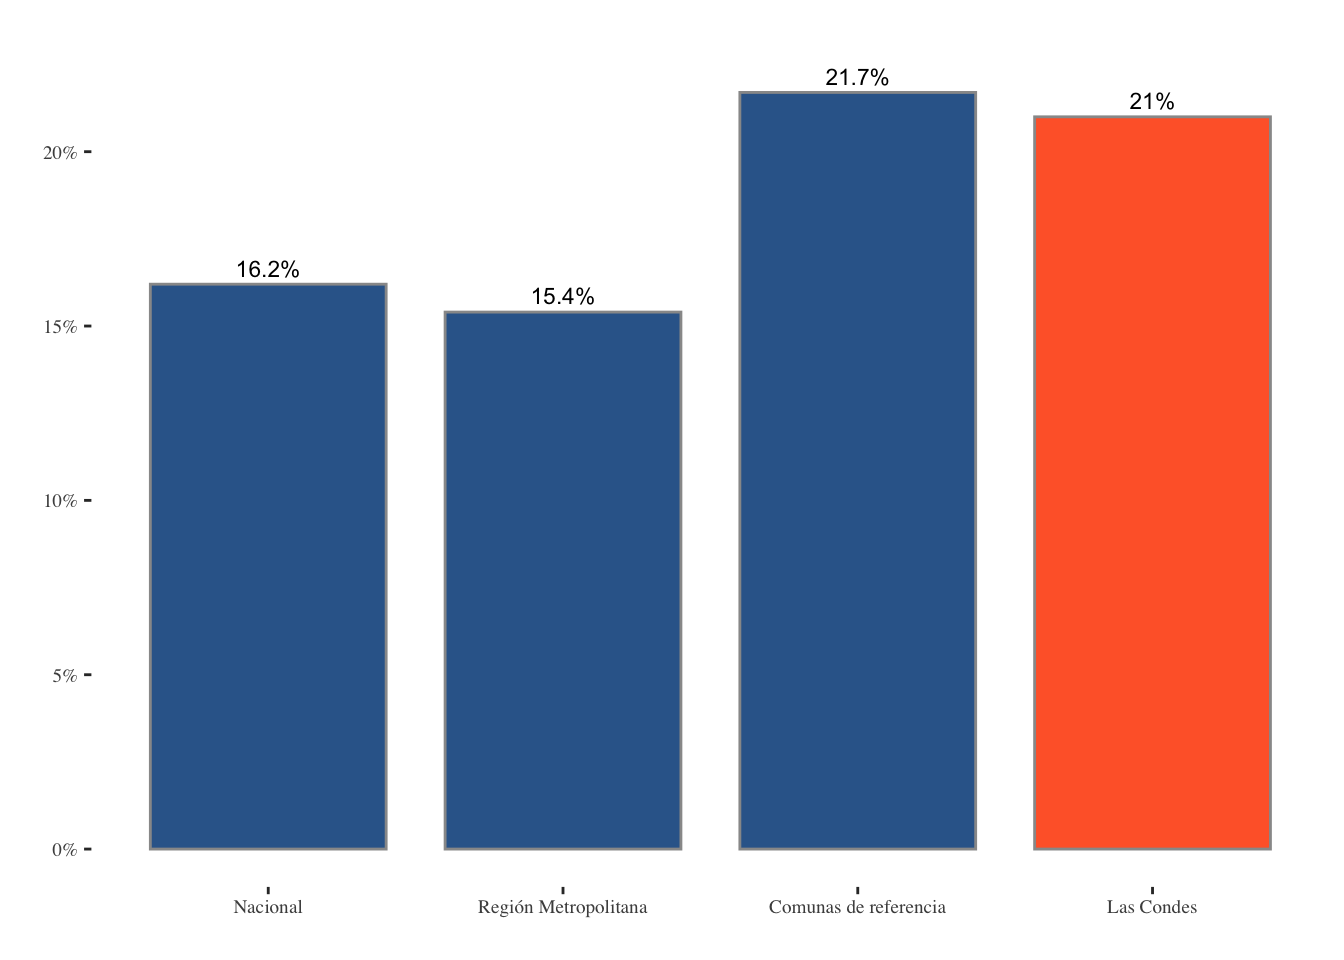 21.7%
21%
20%
16.2%
15.4%
15%
10%
5%
0%
Nacional
Región Metropolitana
Comunas de referencia
Las Condes